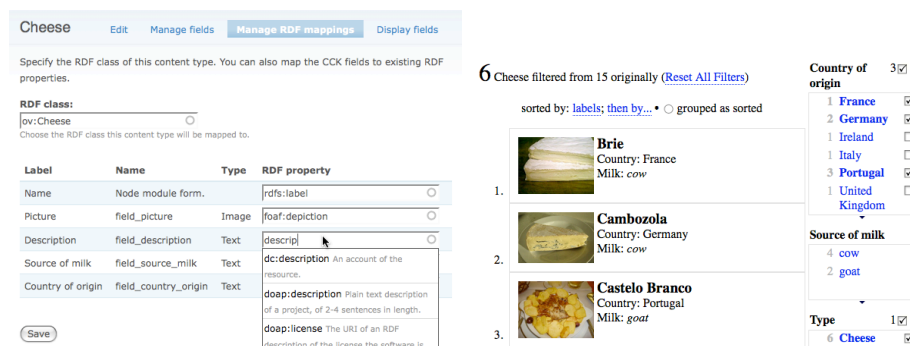 Cheese
Edit
Manage fields
Manage RDF mappings
Display fields
Specify the RDF class of this content type. You can also map the CCK fields to existing RDF
properties.
RDF class:
ov:Cheese
Choose the RDF class this content type will be mapped to.
Label Name Type RDF property
Name Node module form. rdfs:label
Picture field_picture Image foaf:depiction
Description field_description Text descrip
dc:description An account of the
resource.
Source of milk field_source_milk Text
doap:description Plain text description
of a project, of 2-4 sentences in length.
Country of origin field_country_origin Text
doap:license The URI of an RDF
description of the license the software is
Save
6 Cheese filtered from 15 originally (Reset All Filters)
sorted by: labels; then by... • grouped as sorted
1.
Brie
Country: France
Milk: cow
2.
Cambozola
Country: Germany
Milk: cow
3.
Castelo Branco
Country: Portugal
Milk: goat
Country of 3
origin
1 France
2 Germany
1 Ireland
1 Italy
3 Portugal
1 United
Kingdom
Source of milk
4 cow
2 goat
Type 1
6 Cheese